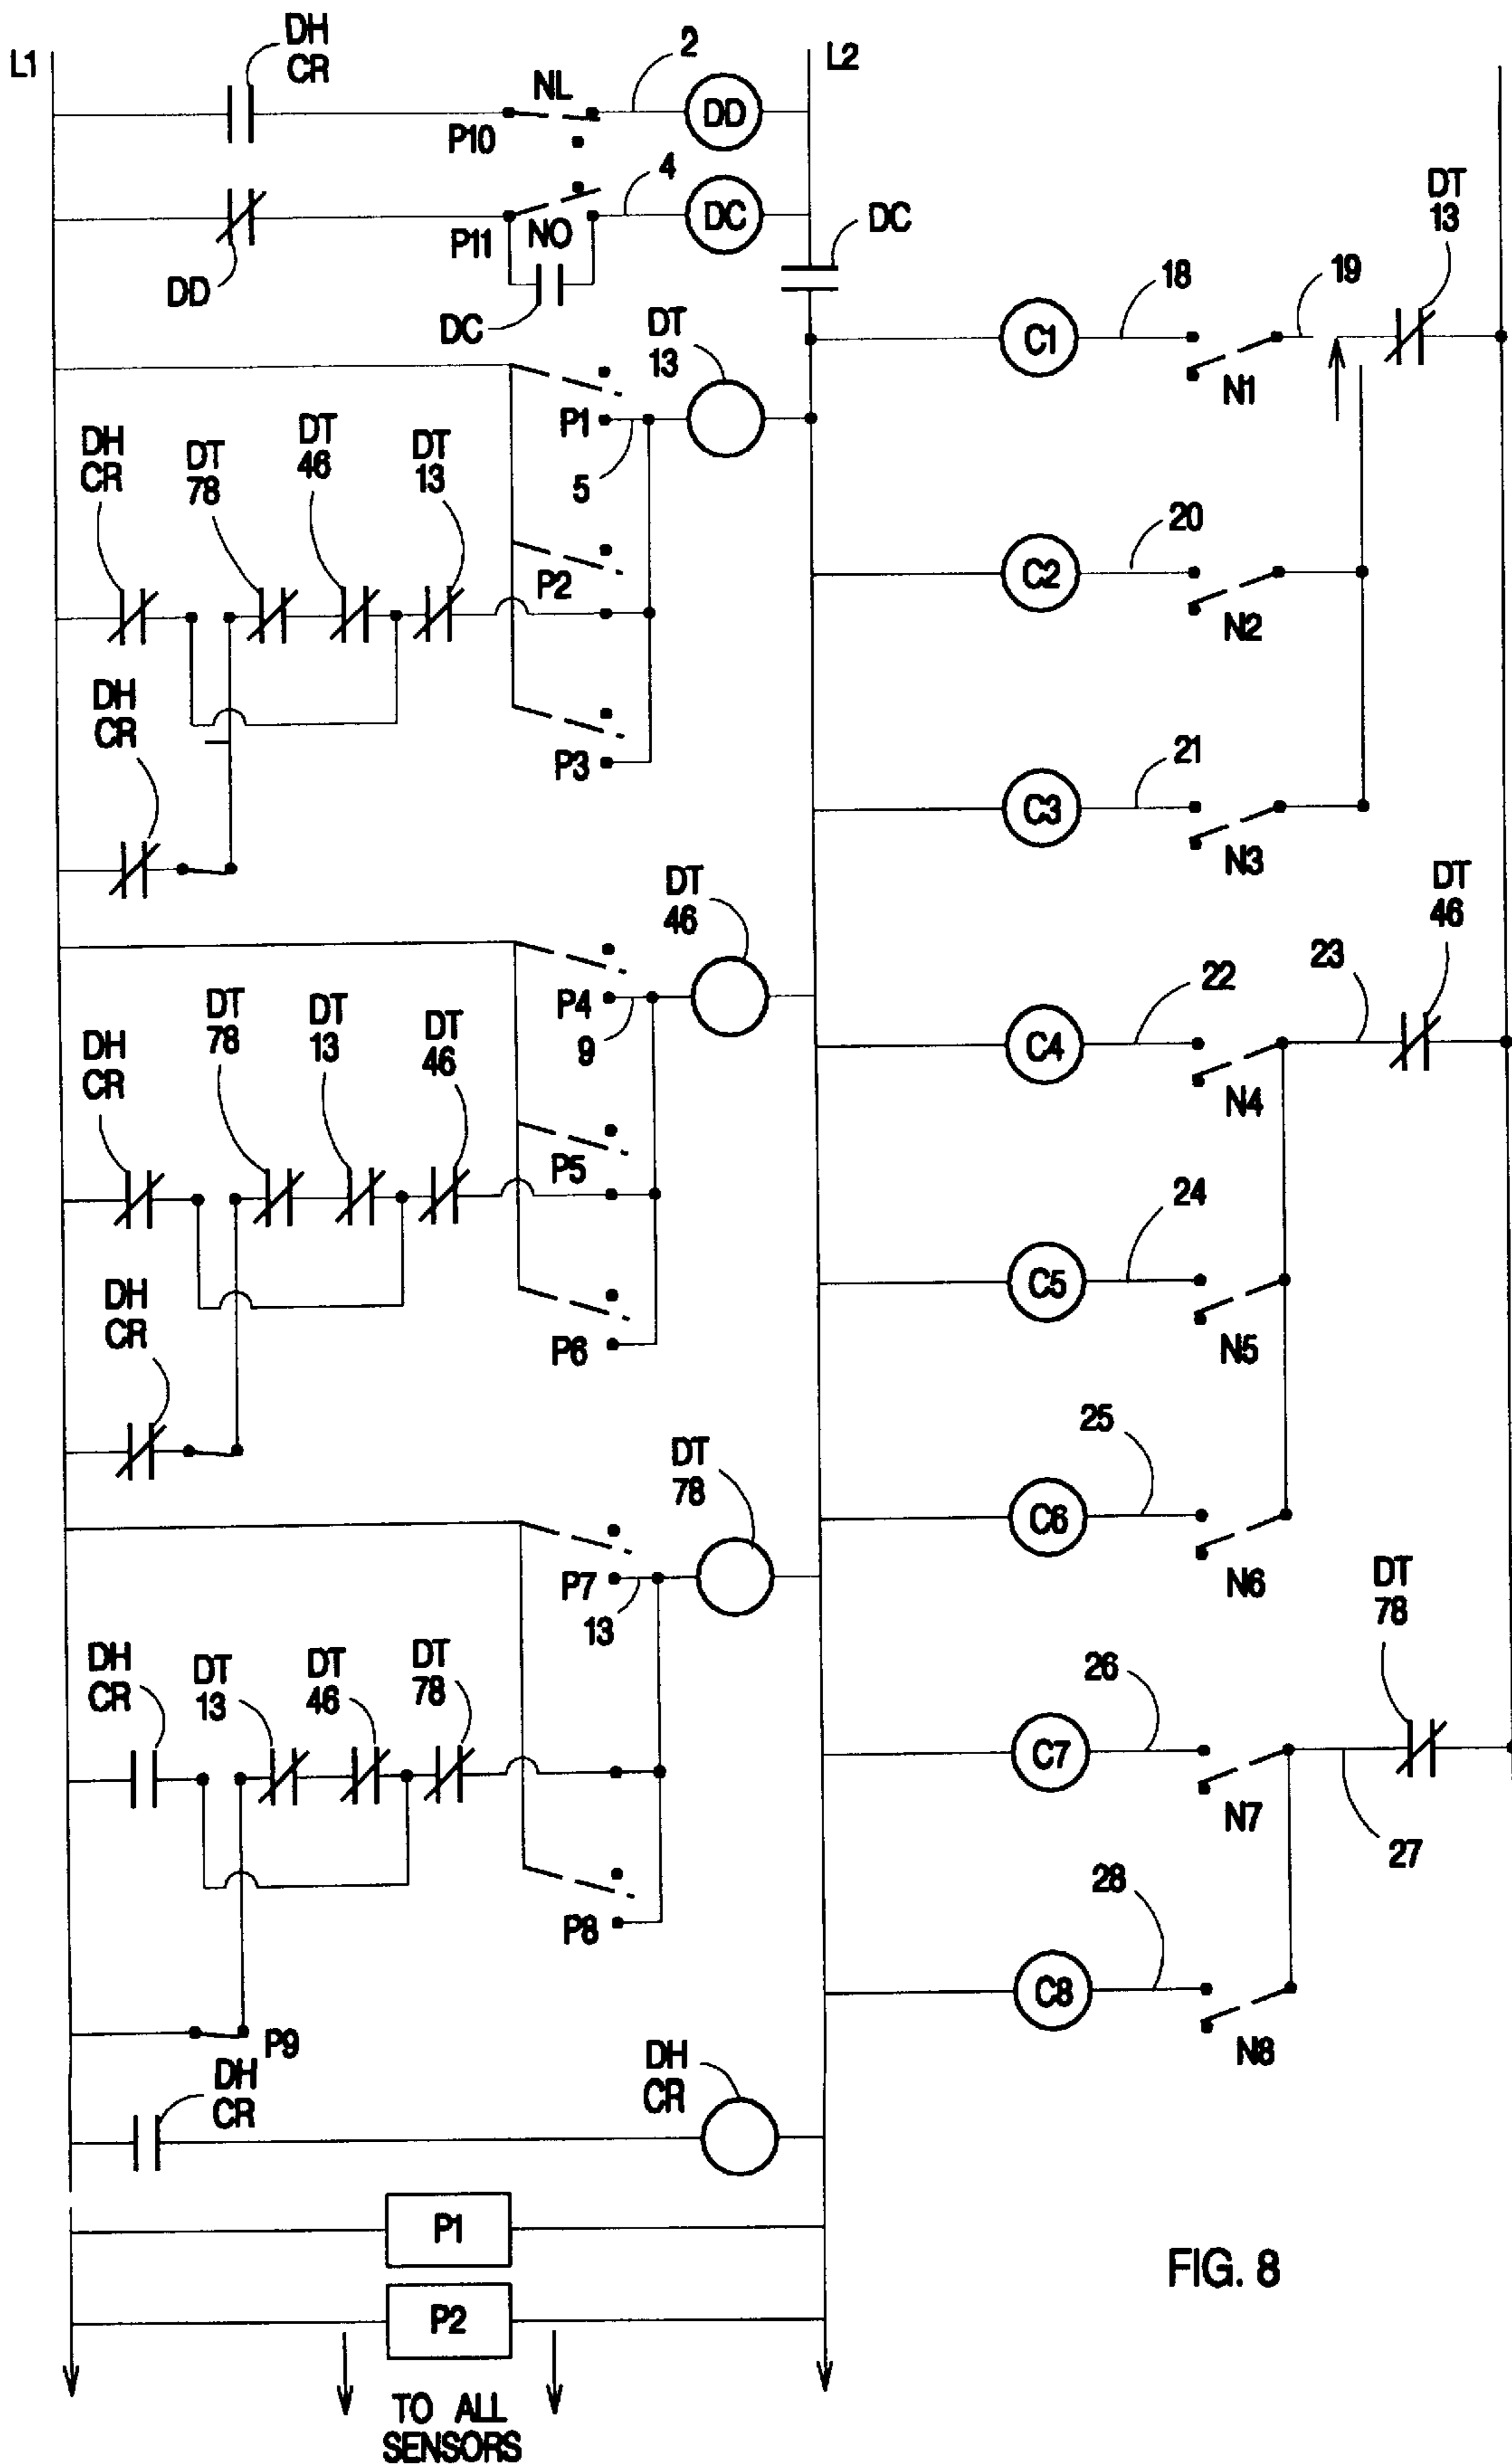 L1
DH
CR
NL
2
DD
L2
P10
4
DT
13
P11
NO
DC
DC
DD
DC
DT
13
C1
18
19
N1
P1
5
DH
CR
DT
78
DT
46
DT
13
P2
C2
20
N2
DH
CR
P3
C3
21
N3
DT
46
DT
46
P4
9
C4
22
23
N4
DH
CR
DT
78
DT
13
DT
46
P5
C5
24
N5
DH
CR
P6
C6
25
N6
DT
78
P7
13
DT
78
DH
CR
DT
13
DT
46
DT
78
C7
26
N7
27
P8
C8
28
N8
P9
DH
CR
DH
CR
P1
P2
TO ALL
SENSORS
FIG. 8